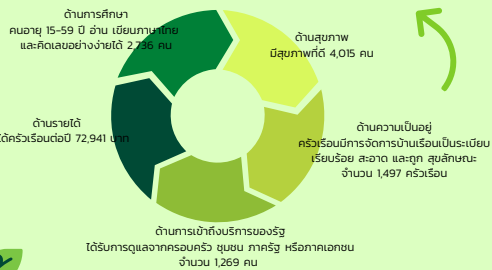 ด้านการศึกษา
คนอายุ 15-59 ปี อ่าน เขียนภาษาไทย
และคิดเลขอย่างง่ายได้ 2,736 คน
ด้านสุขภาพ
มีสุขภาพที่ดี 4,015 คน
ด้านความเป็นอยู่
ครัวเรือนมีการจัดการบ้านเรือนเป็นระเบียบ
เรียบร้อย สะอาด และถูก สุขลักษณะ
จำนวน 1,497 ครัวเรือน
ด้านการเข้าถึงบริการของรัฐ
ได้รับการดูแลจากครอบครัว ชุมชน ภาครัฐ หรือภาคเอกชน
จำนวน 1,269 คน
ด้านรายได้
ได้ครัวเรือนต่อปี 72,941 บาท